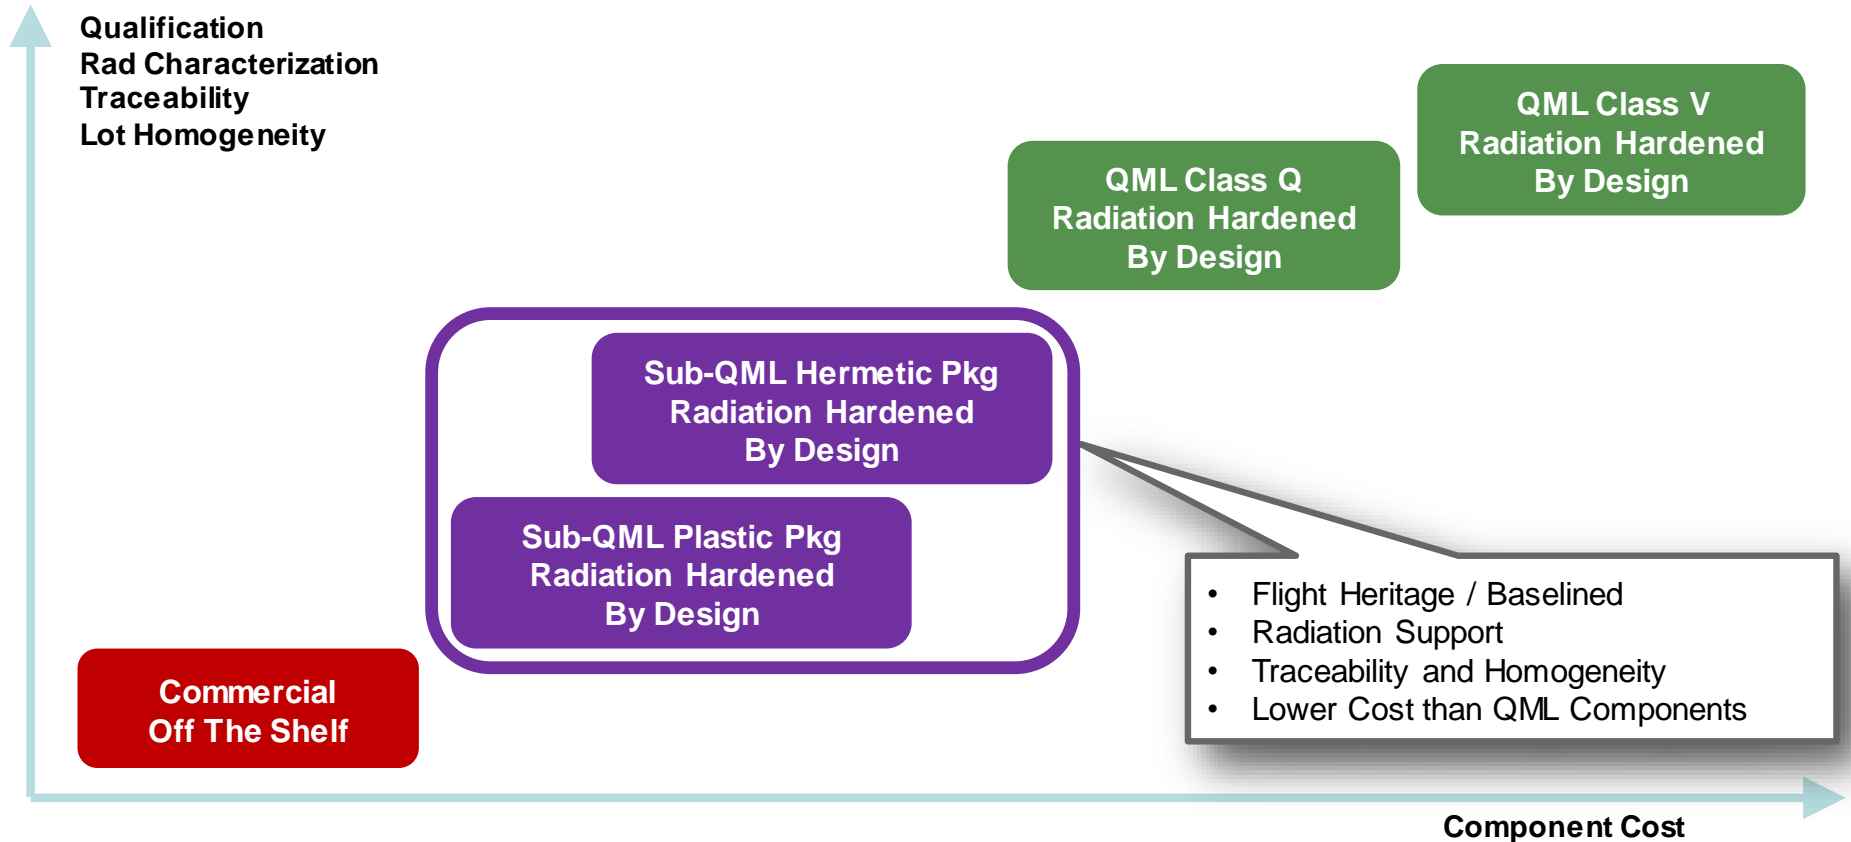 Qualification
Rad Characterization
Traceability
Lot Homogeneity
QML Class V
Radiation Hardened
By Design
QML Class Q
Radiation Hardened
By Design
Sub-QML Hermetic Pkg
Radiation Hardened
By Design
Sub-QML Plastic Pkg
Radiation Hardened
By Design
Commercial
Off The Shelf
• Flight Heritage / Baselined
• Radiation Support
• Traceability and Homogeneity
• Lower Cost than QML Components
Component Cost